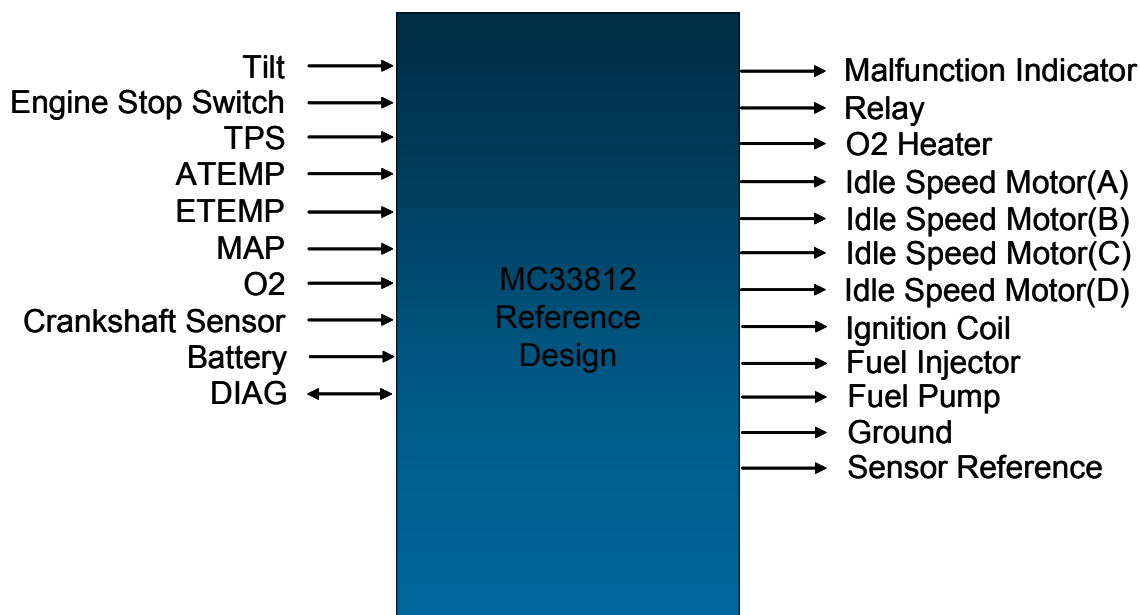 Tilt
Engine Stop Switch
TPS
ATEMP
ETEMP
MAP
O2
Crankshaft Sensor
Battery
DIAG
MC33812
Reference
Design
Malfunction Indicator
Relay
O2 Heater
Idle Speed Motor(A)
Idle Speed Motor(B)
Idle Speed Motor(C)
Idle Speed Motor(D)
Ignition Coil
Fuel Injector
Fuel Pump
Ground
Sensor Reference